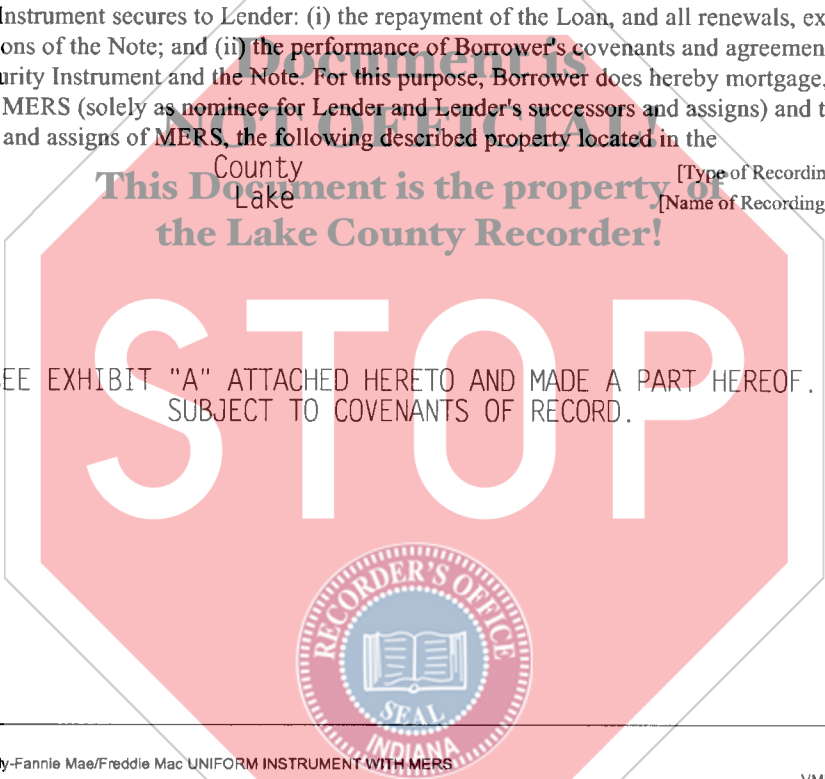 Instrument secures to Lender: (i) the repayment of the Loan, and all renewals, ex
ons of the Note; and (ii) the performance of Borrower's covenants and agreemen
urity Instrument and the Note. For this purpose, Borrower does hereby mortgage,
MERS (solely as nominee for Lender and Lender's successors and assigns) and t
and assigns of MERS, the following described property located in the
Document is
NOT OFFICIAL!
County [Type of Recordin
This Document is the property of
Lake [Name of Recording
the Lake County Recorder!
STOP
EE EXHIBIT "A" ATTACHED HERETO AND MADE A PART HEREOF.
SUBJECT TO COVENANTS OF RECORD.
RECORDER'S OFFICE
SEAL
INDIANA
y-Fannie Mae/Freddie Mac UNIFORM INSTRUMENT WITH MERS
VM